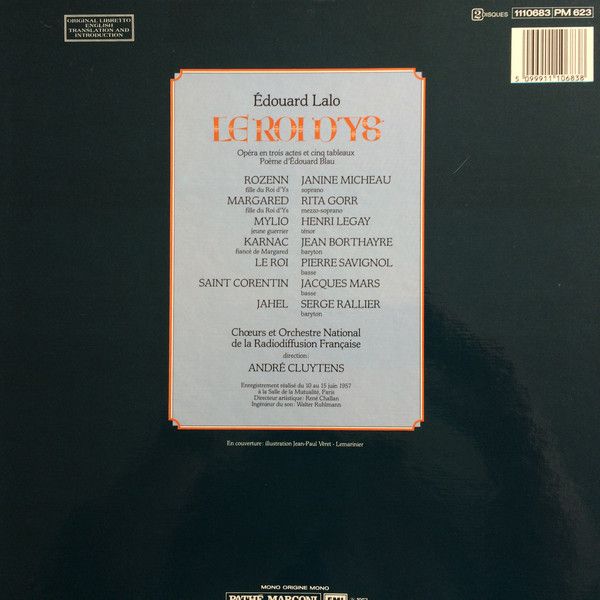 ORIGINAL LIBRETTO
ENGLISH
TRANSLATION AND
INTRODUCTION
2 DISQUES 1110683 PM 623
5 099911 106838
Édouard Lalo
LE ROI D'YS
Opéra en trois actes et cinq tableaux
Poème d'Édouard Blau
ROZENN JANINE MICHEAU
fille du Roi d'Ys soprano
MARGARED RITA GORR
fille du Roi d'Ys mezzo-soprano
MYLIO HENRI LEGAY
jeune guerrier ténor
KARNAC JEAN BORTHAYRE
fiancé de Margared baryton
LE ROI PIERRE SAVIGNOL
basse
SAINT CORENTIN JACQUES MARS
basse
JAHEL SERGE RALLIER
baryton
Chœurs et Orchestre National
de la Radiodiffusion Française
direction:
ANDRÉ CLUYTENS
Enregistrement réalisé du 10 au 15 juin 1957
à la Salle de la Mutualité, Paris
Directeur artistique: René Challan
Ingénieur du son: Walter Ruhlmann
En couverture: illustration Jean-Paul Véret - Lemarinier
MONO ORIGINE MONO
PATHÉ MARCONI EMI